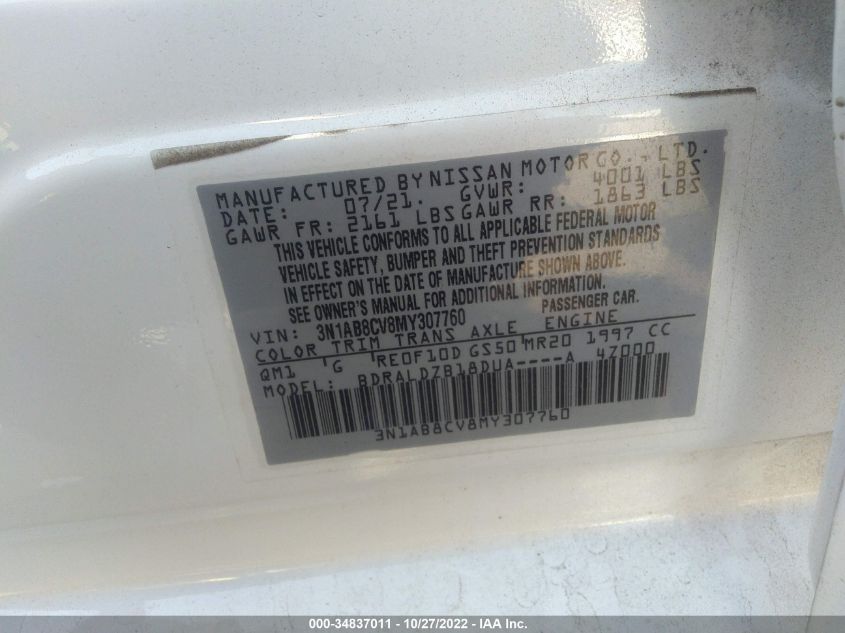 MANUFACTURED BY NISSAN MOTOR CO., LTD.
DATE: 07/21. GVWR: 4001 LBS
GAWR FR: 2161 LBS GAWR RR: 1863 LBS
THIS VEHICLE CONFORMS TO ALL APPLICABLE FEDERAL MOTOR
VEHICLE SAFETY, BUMPER AND THEFT PREVENTION STANDARDS
IN EFFECT ON THE DATE OF MANUFACTURE SHOWN ABOVE.
SEE OWNER'S MANUAL FOR ADDITIONAL INFORMATION.
VIN: 3N1AB8CV8MY307760 PASSENGER CAR.
COLOR TRIM TRANS AXLE ENGINE
QM1 'G RE0F10D GS50 MR20 1997 CC
MODEL: BDRALDZB18DUA----A 4Z000
3N1AB8CV8MY307760
000-34837011 - 10/27/2022 - IAA Inc.